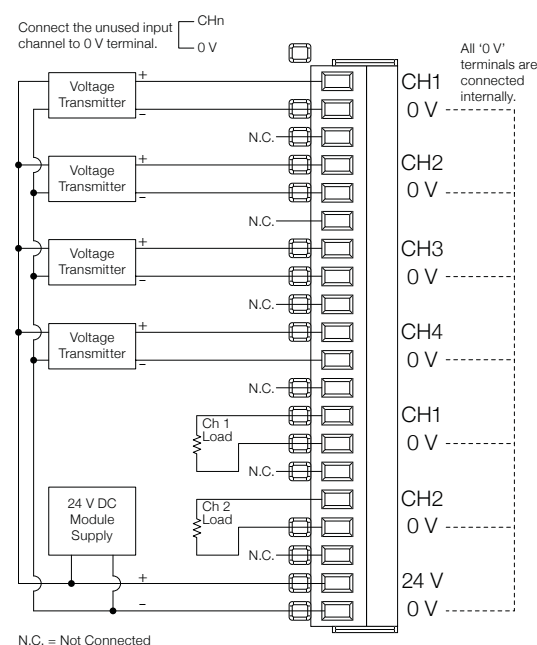 Connect the unused input
channel to 0 V terminal.
CHn
0 V
All ‘0 V’
terminals are
connected
internally.
Voltage
Transmitter
+
–
CH1
0 V
N.C.
Voltage
Transmitter
+
–
CH2
0 V
N.C.
Voltage
Transmitter
+
–
CH3
0 V
N.C.
Voltage
Transmitter
+
–
CH4
0 V
N.C.
Ch 1
Load
CH1
0 V
N.C.
Ch 2
Load
CH2
0 V
N.C.
24 V DC
Module
Supply
+
–
24 V
0 V
N.C. = Not Connected